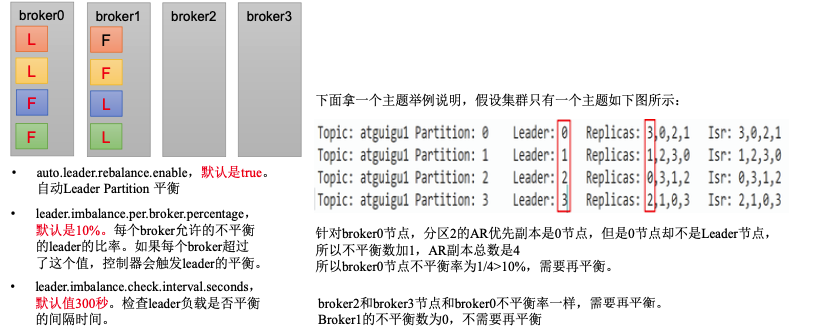 broker0 broker1 broker2 broker3
L F
L F
F L
F L
• auto.leader.rebalance.enable，默认是true。
自动Leader Partition 平衡
• leader.imbalance.per.broker.percentage，
默认是10%。每个broker允许的不平衡
的leader的比率。如果每个broker超过
了这个值，控制器会触发leader的平衡。
• leader.imbalance.check.interval.seconds，
默认值300秒。检查leader负载是否平衡
的间隔时间。
下面拿一个主题举例说明，假设集群只有一个主题如下图所示：
Topic: atguigu1 Partition: 0 Leader: 0 Replicas: 3,0,2,1 Isr: 3,0,2,1
Topic: atguigu1 Partition: 1 Leader: 1 Replicas: 1,2,3,0 Isr: 1,2,3,0
Topic: atguigu1 Partition: 2 Leader: 2 Replicas: 0,3,1,2 Isr: 0,3,1,2
Topic: atguigu1 Partition: 3 Leader: 3 Replicas: 2,1,0,3 Isr: 2,1,0,3
针对broker0节点，分区2的AR优先副本是0节点，但是0节点却不是Leader节点，
所以不平衡数加1，AR副本总数是4
所以broker0节点不平衡率为1/4>10%，需要再平衡。
broker2和broker3节点和broker0不平衡率一样，需要再平衡。
Broker1的不平衡数为0，不需要再平衡